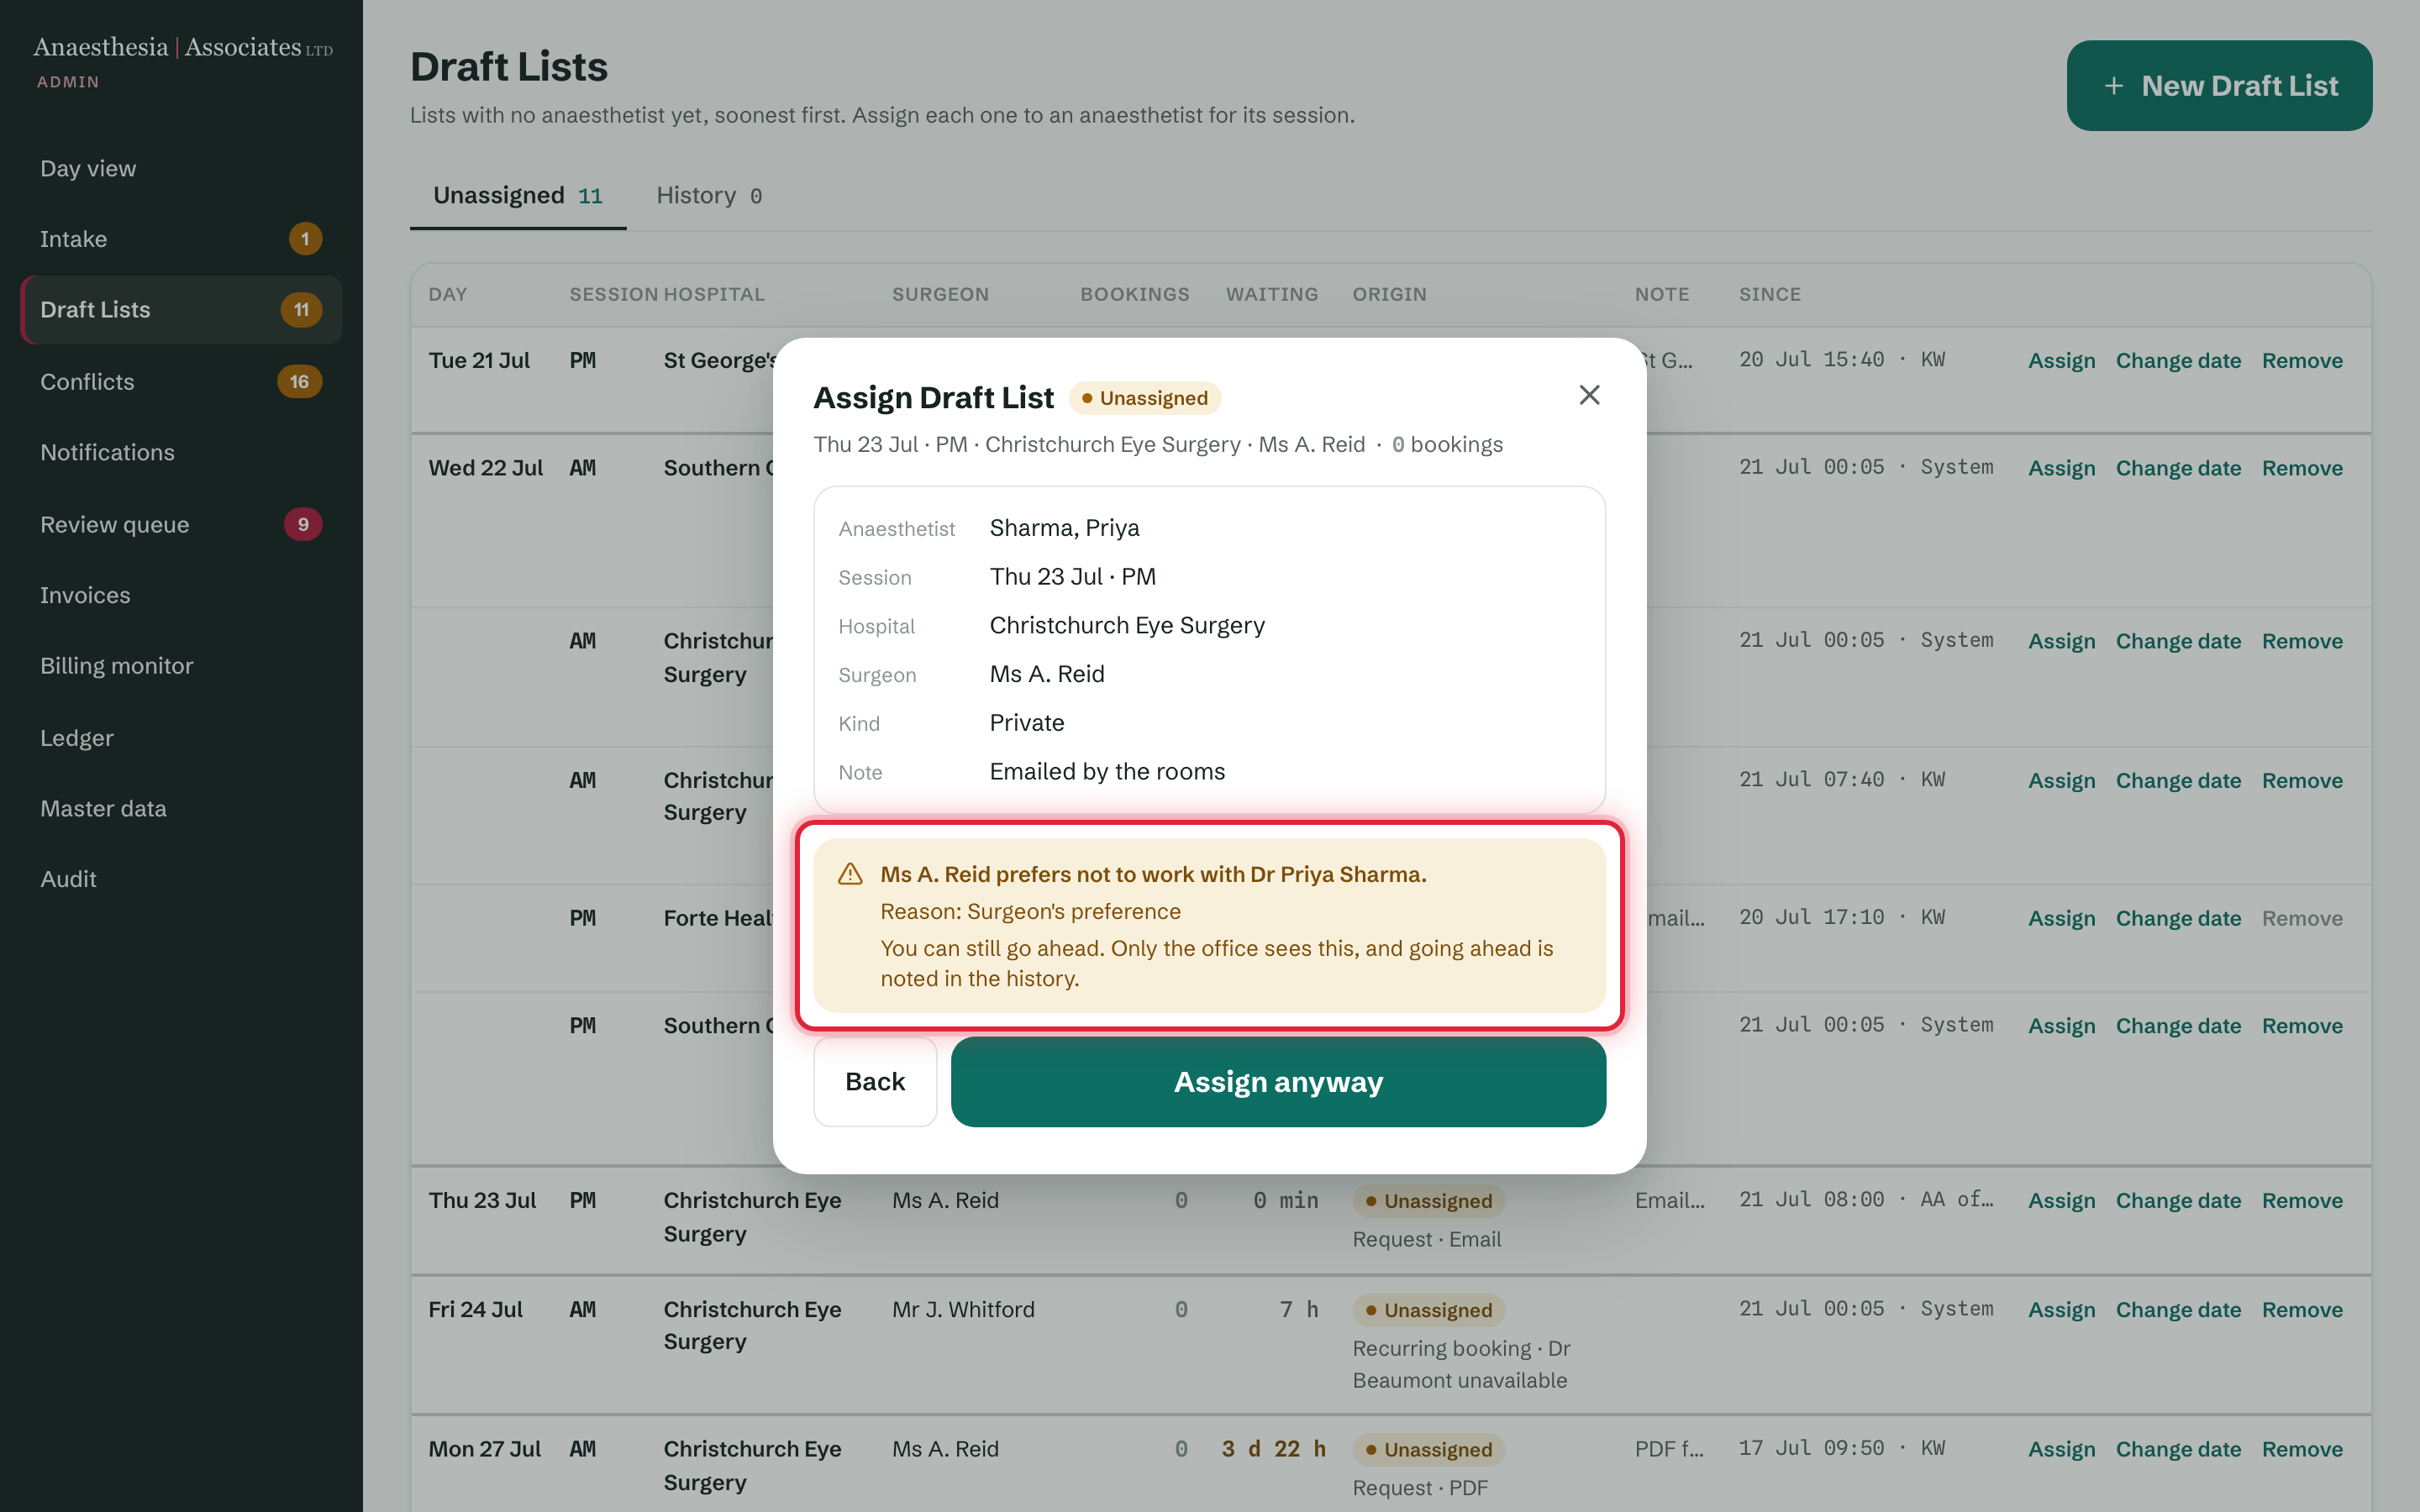 Anaesthesia | Associates LTD
ADMIN
Day view
Intake 1
Draft Lists 11
Conflicts 16
Notifications
Review queue 9
Invoices
Billing monitor
Ledger
Master data
Audit
Draft Lists
Lists with no anaesthetist yet, soonest first. Assign each one to an anaesthetist for its session.
+ New Draft List
Unassigned 11 History 0
DAY SESSION HOSPITAL SURGEON BOOKINGS WAITING ORIGIN NOTE SINCE
Tue 21 Jul PM St George's St G… 20 Jul 15:40 · KW Assign Change date Remove
Wed 22 Jul AM Southern 21 Jul 00:05 · System Assign Change date Remove
AM Christchur 21 Jul 00:05 · System Assign Change date Remove
Surgery
AM Christchur 21 Jul 07:40 · KW Assign Change date Remove
Surgery
PM Forte Heal mail… 20 Jul 17:10 · KW Assign Change date Remove
PM Southern 21 Jul 00:05 · System Assign Change date Remove
Assign Draft List Unassigned
Thu 23 Jul · PM · Christchurch Eye Surgery · Ms A. Reid · 0 bookings
Anaesthetist Sharma, Priya
Session Thu 23 Jul · PM
Hospital Christchurch Eye Surgery
Surgeon Ms A. Reid
Kind Private
Note Emailed by the rooms
Ms A. Reid prefers not to work with Dr Priya Sharma.
Reason: Surgeon's preference
You can still go ahead. Only the office sees this, and going ahead is
noted in the history.
Back Assign anyway
Thu 23 Jul PM Christchurch Eye Ms A. Reid 0 0 min Unassigned Email… 21 Jul 08:00 · AA of… Assign Change date Remove
Surgery Request · Email
Fri 24 Jul AM Christchurch Eye Mr J. Whitford 0 7 h Unassigned 21 Jul 00:05 · System Assign Change date Remove
Surgery Recurring booking · Dr
Beaumont unavailable
Mon 27 Jul AM Christchurch Eye Ms A. Reid 0 3 d 22 h Unassigned PDF f… 17 Jul 09:50 · KW Assign Change date Remove
Surgery Request · PDF